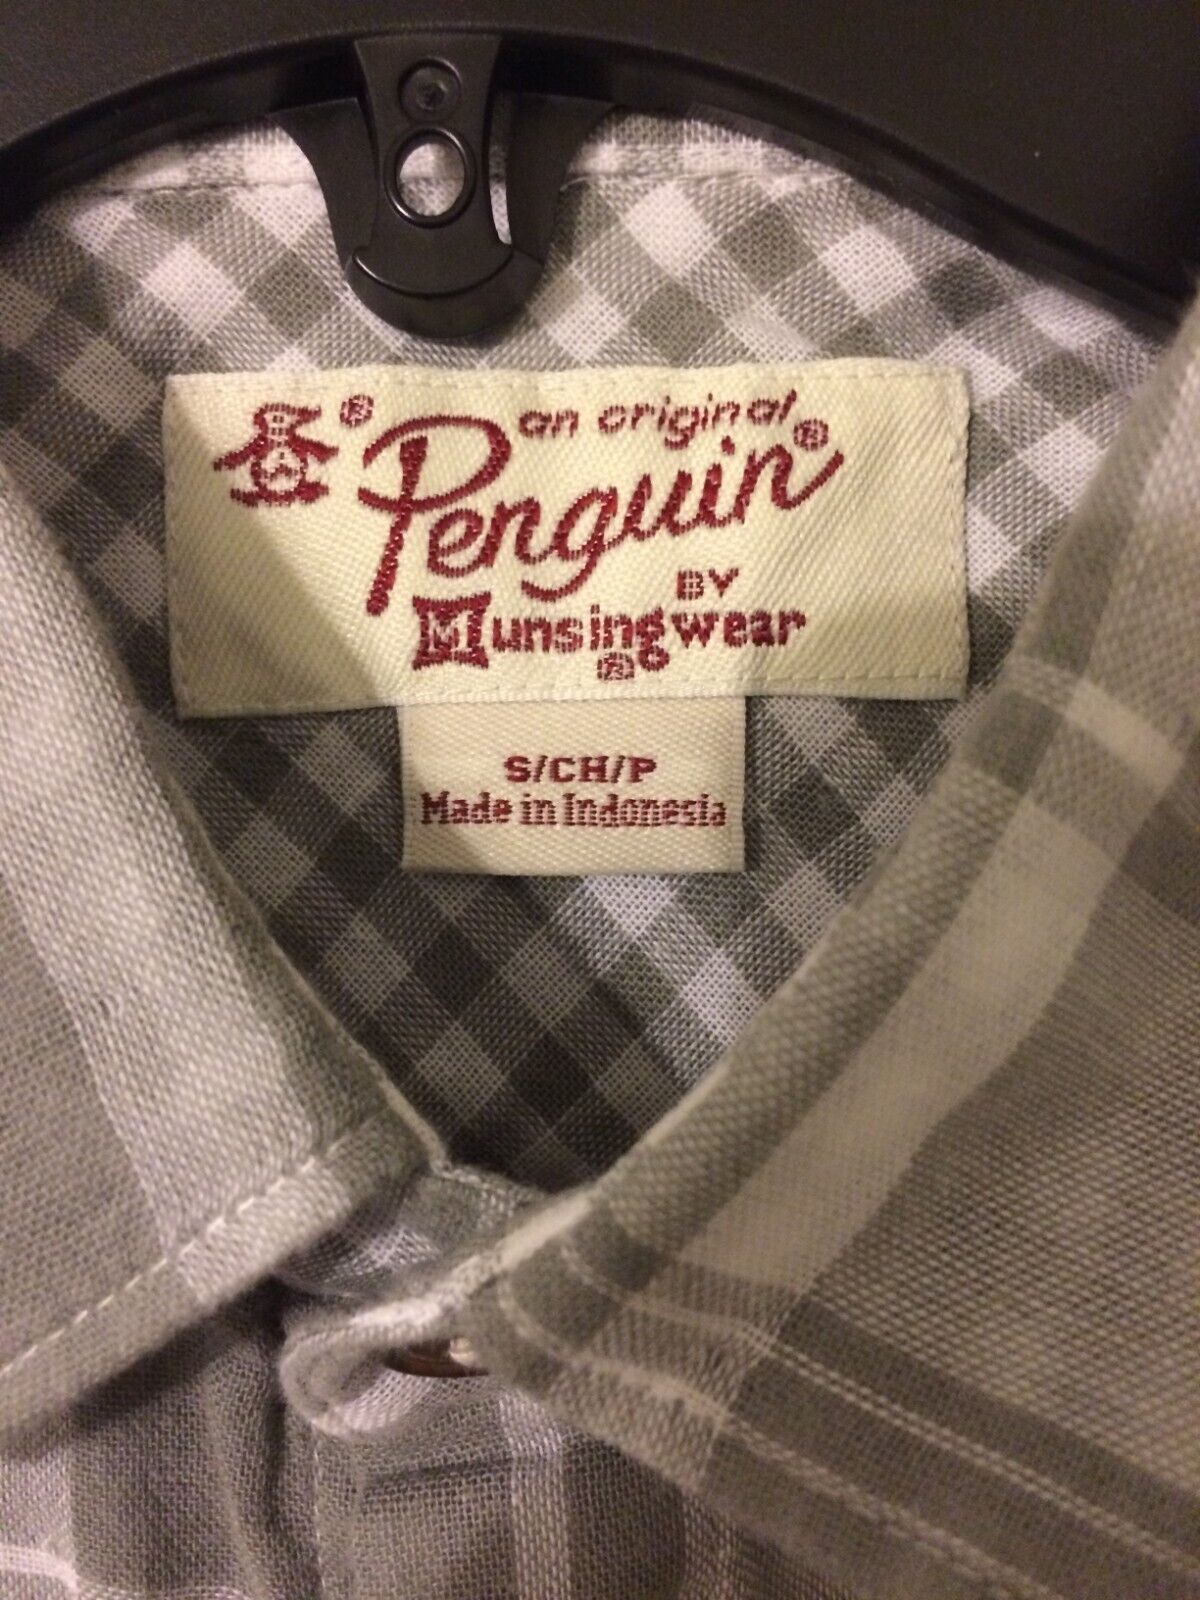 ® an original
Penguin®
BY
Munsingwear
®
S/CH/P
Made in Indonesia